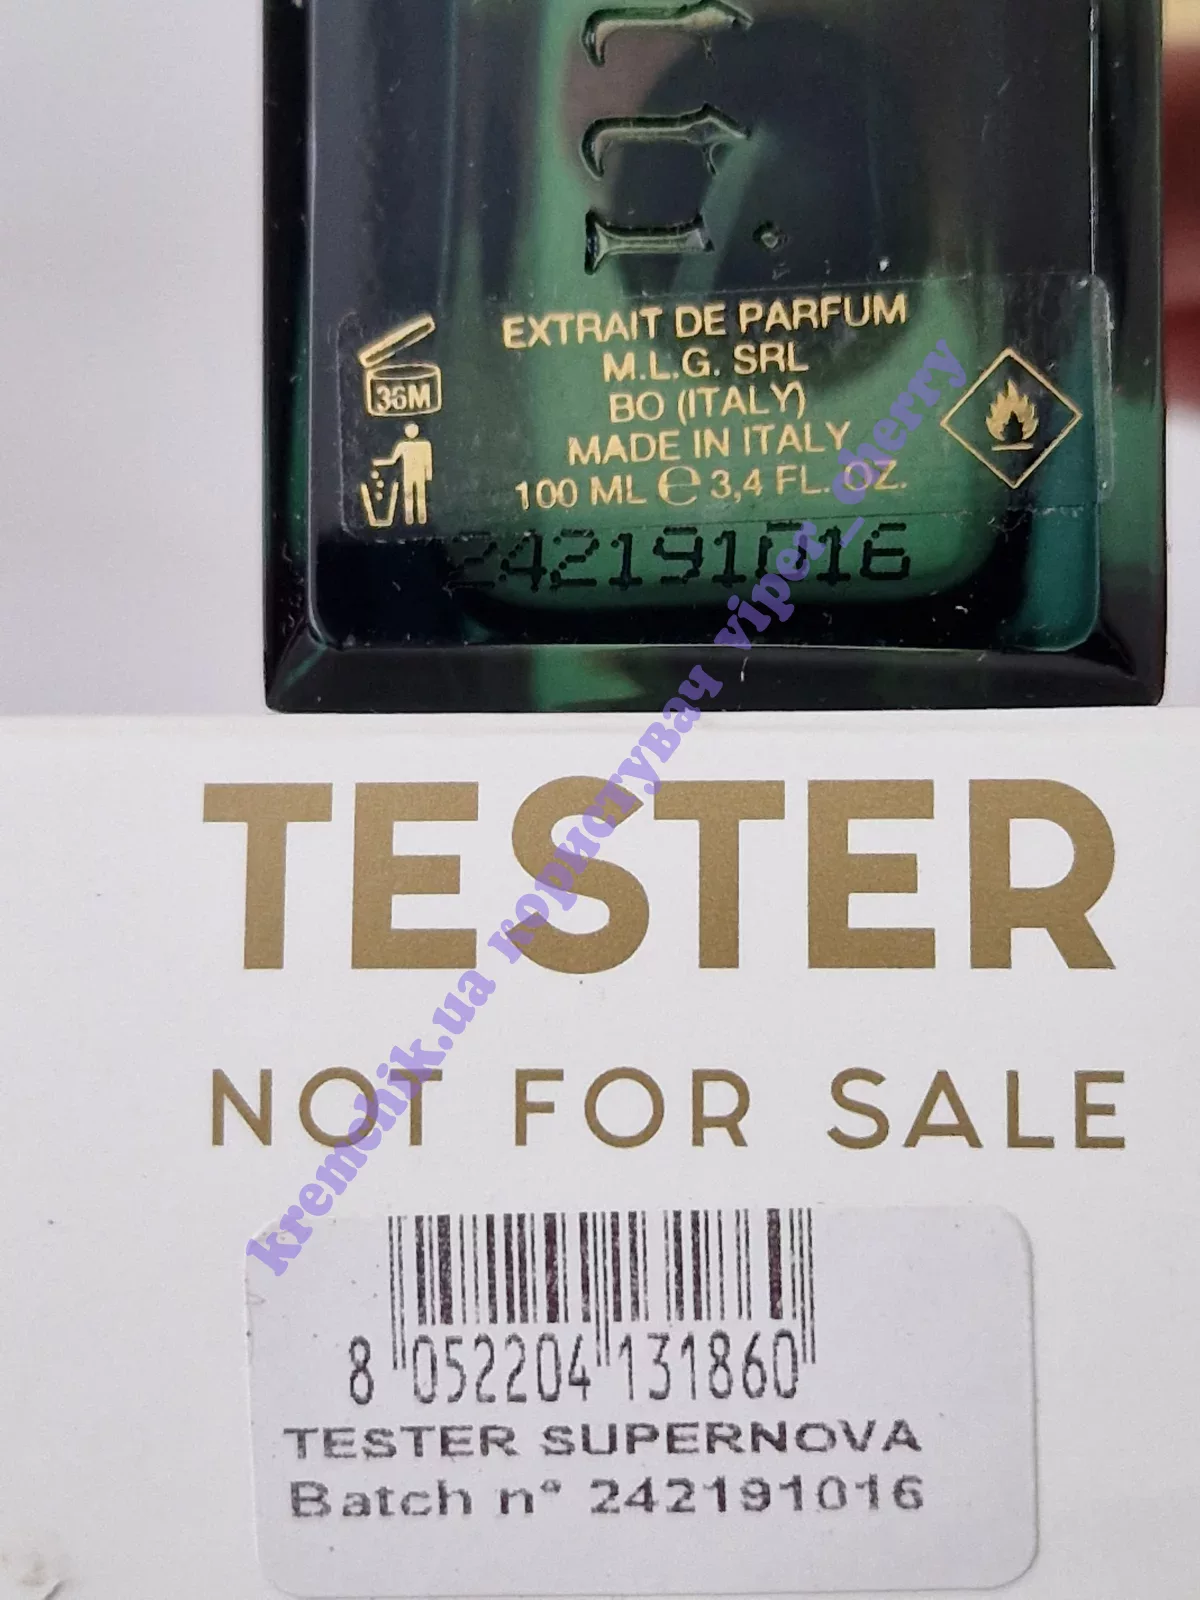 36M
EXTRAIT DE PARFUM
M.L.G. SRL
BO (ITALY)
MADE IN ITALY
100 ML e 3,4 FL. OZ.
242191016
kremchik.ua користувач viper_cherry
TESTER
NOT FOR SALE
8 052204 131860
TESTER SUPERNOVA
Batch n° 242191016